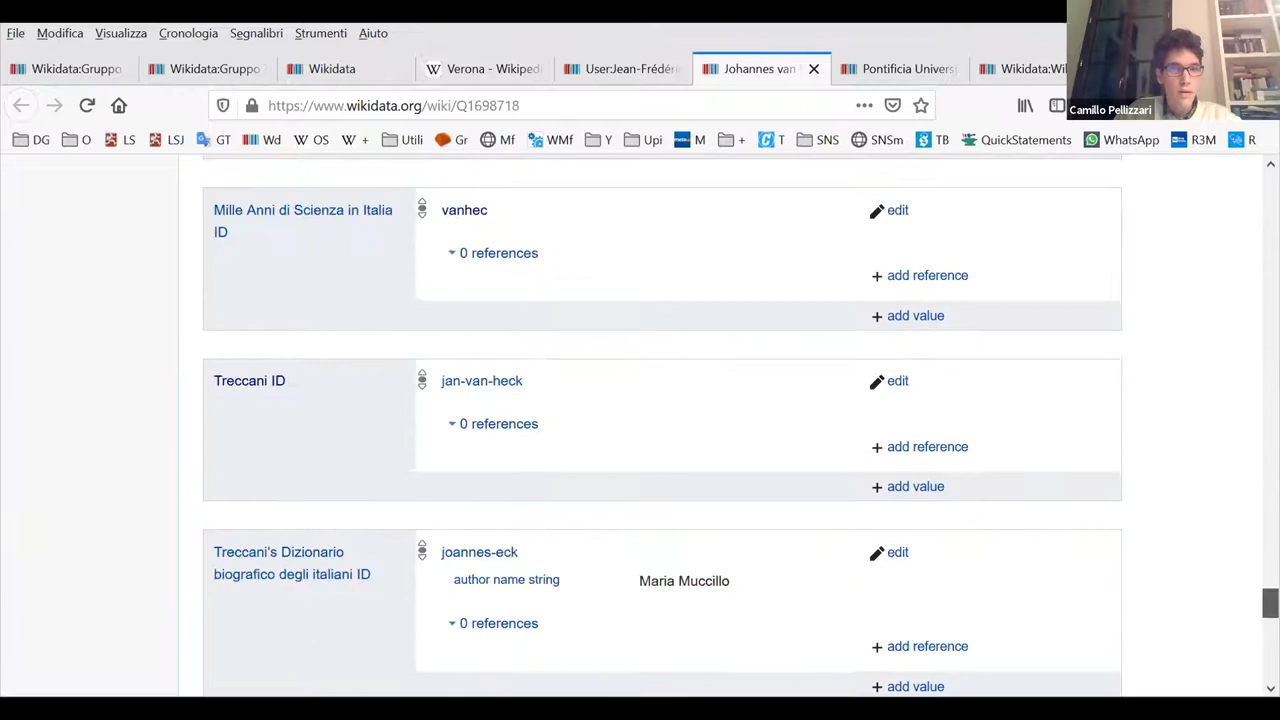 File Modifica Visualizza Cronologia Segnalibri Strumenti Aiuto
Camillo Pellizzari
Wikidata:Gruppo Wikidata:Gruppo Wikidata Verona - Wikiped User:Jean-Frédéri Johannes van Pontificia Univers Wikidata:Wi
https://www.wikidata.org/wiki/Q1698718
DG O LS LSJ GT Wd OS + Utili G Mf WMf Y Upi M + T SNS SNSm TB QuickStatements WhatsApp R3M R
Mille Anni di Scienza in Italia
ID
vanhec
edit
0 references
+ add reference
+ add value
Treccani ID
jan-van-heck
edit
0 references
+ add reference
+ add value
Treccani's Dizionario
biografico degli italiani ID
joannes-eck
edit
author name string Maria Muccillo
0 references
+ add reference
+ add value